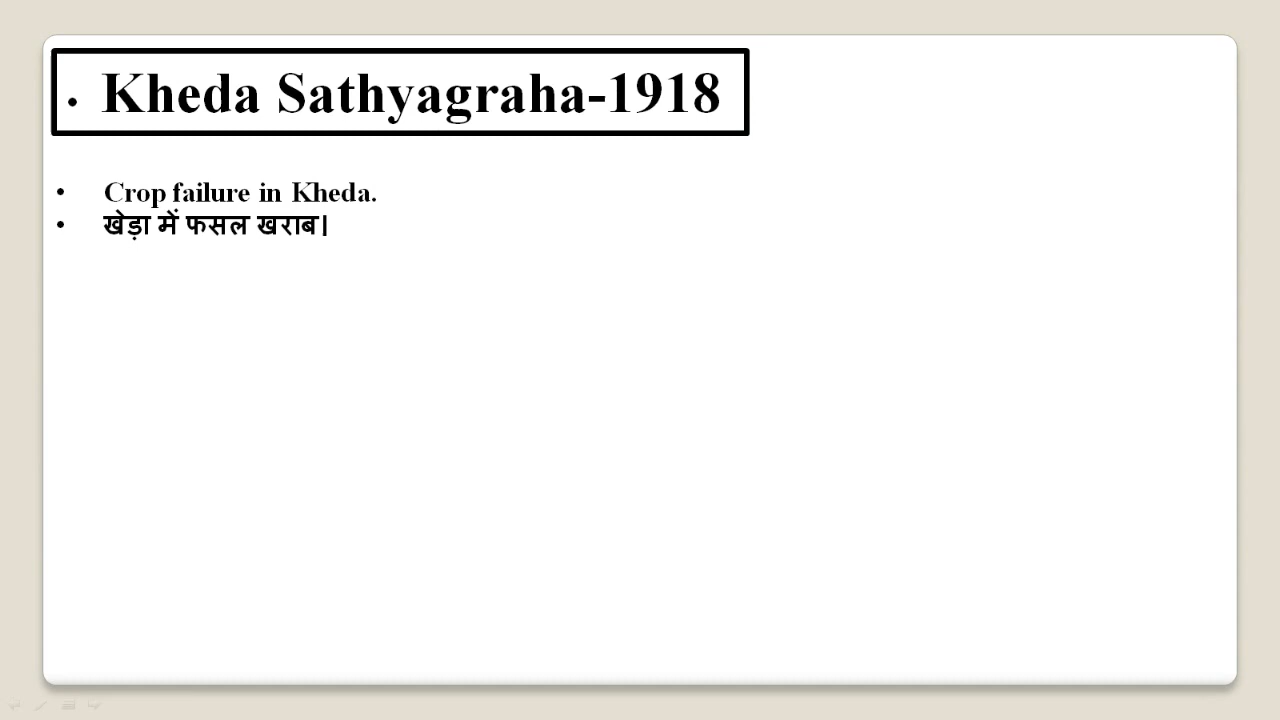 • Kheda Sathyagraha-1918
• Crop failure in Kheda.
• खेड़ा में फसल खराब।